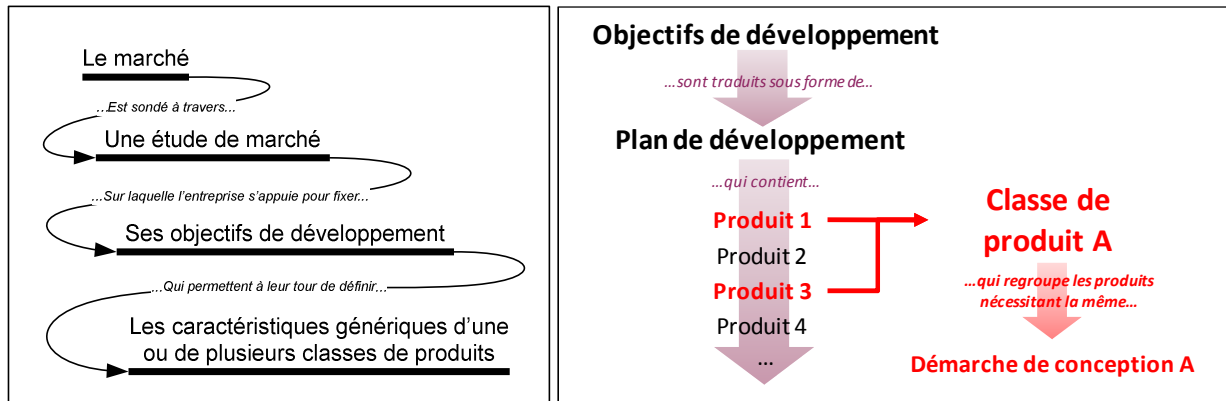 Le marché
...Est sondé à travers...
Une étude de marché
...Sur laquelle l'entreprise s'appuie pour fixer...
Ses objectifs de développement
...Qui permettent à leur tour de définir...
Les caractéristiques génériques d'une
ou de plusieurs classes de produits
Objectifs de développement
...sont traduits sous forme de...
Plan de développement
...qui contient...
Produit 1
Produit 2
Produit 3
Produit 4
...
Classe de
produit A
...qui regroupe les produits
nécessitant la même...
Démarche de conception A